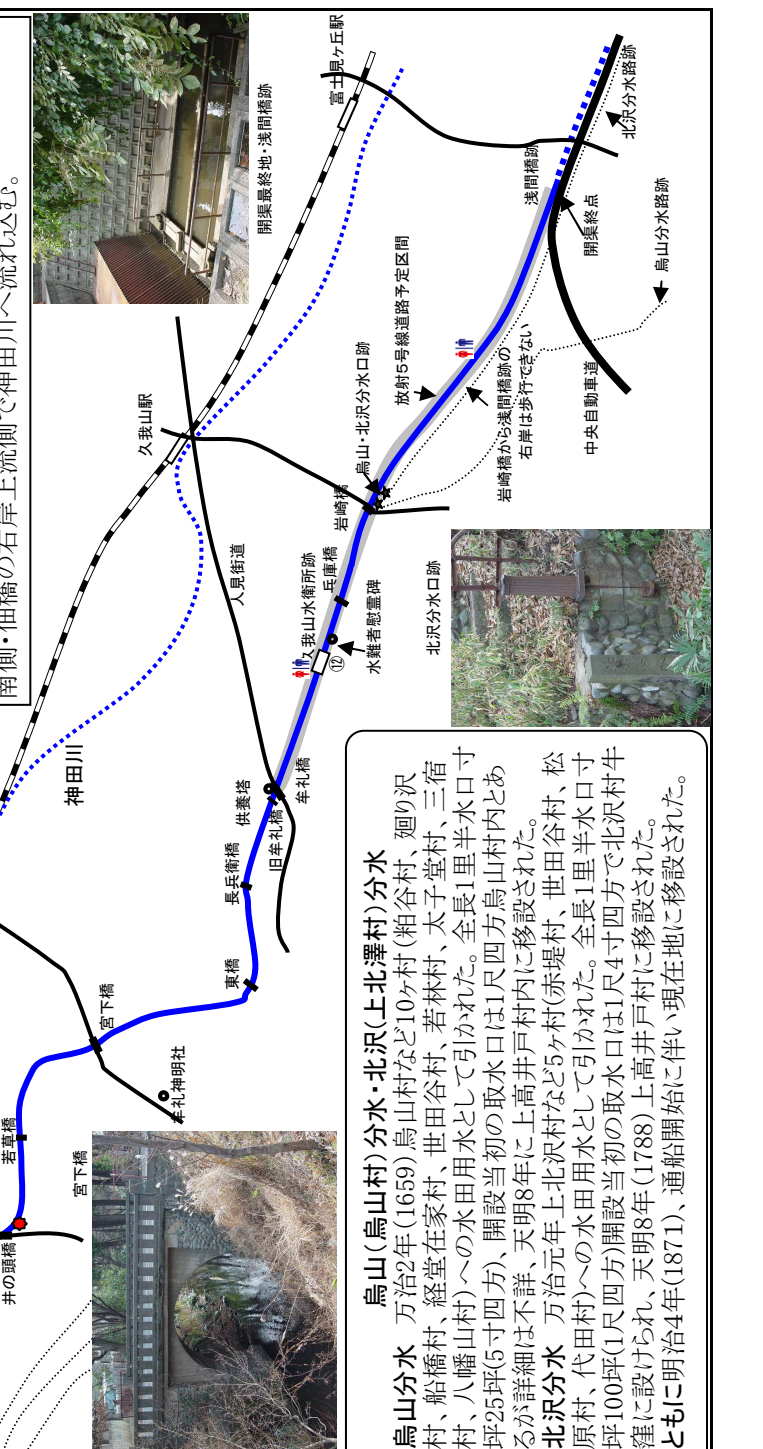 南側・佃橋の右岸上流側で神田川へ流れ込む。
富士見ヶ丘駅
開渠最終地・浅間橋跡
北沢分水路跡
浅間橋跡
開渠終点
烏山分水路跡
放射5号線道路予定区間
久我山駅
烏山・北沢分水口跡
岩崎橋から浅間橋跡の
右岸は歩行できない
中央自動車道
岩崎橋
人見街道
兵庫橋
久我山水衛所跡
⑫
水難者慰霊碑
北沢分水口跡
神田川
供養塔
牟礼橋
旧牟礼橋
長兵衛橋
東橋
宮下橋
牟礼神明社
若草橋
宮下橋
井の頭橋
烏山(烏山村)分水・北沢(上北澤村)分水
烏山分水 万治2年(1659)烏山村など10ヶ村(粕谷村、廻り沢
村、船橋村、経堂在家村、世田谷村、若林村、太子堂村、三宿
村、八幡山村)への水田用水として引かれた。全長1里半水口寸
坪25坪(5寸四方)、開設当初の取水口は1尺四方烏山村内とあ
るが詳細は不詳、天明8年に上高井戸村内に移設された。
北沢分水 万治元年上北沢村など5ヶ村(赤堤村、世田谷村、松
原村、代田村)への水田用水として引かれた。全長1里半水口寸
坪100坪(1尺四方)開設当初の取水口は1尺4寸四方で北沢村牛
窪に設けられ、天明8年(1788)上高井戸村に移設された。
ともに明治4年(1871)、通船開始に伴い現在地に移設された。